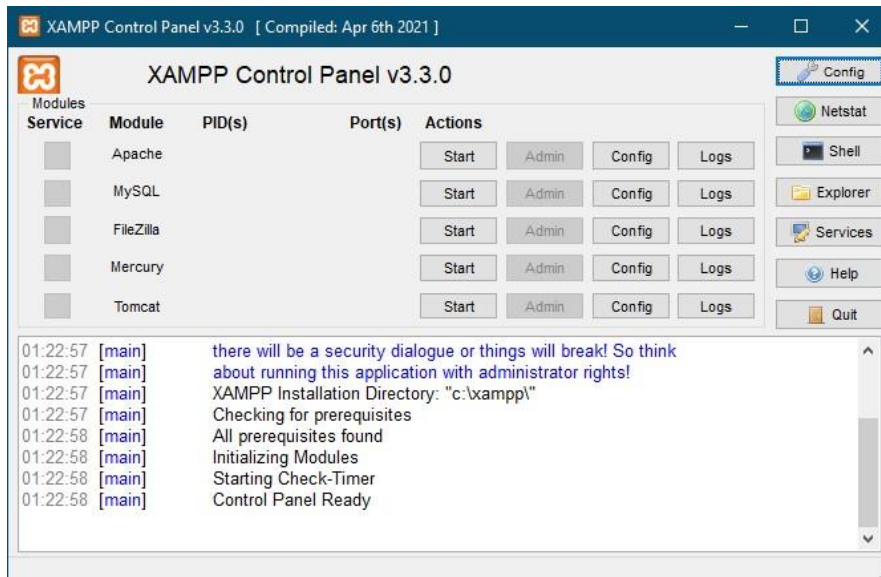 XAMPP Control Panel v3.3.0 [ Compiled: Apr 6th 2021 ]
XAMPP Control Panel v3.3.0
Config
Modules
Service Module PID(s) Port(s) Actions
Netstat
Apache Start Admin Config Logs
Shell
MySQL Start Admin Config Logs
Explorer
FileZilla Start Admin Config Logs
Services
Mercury Start Admin Config Logs
Help
Tomcat Start Admin Config Logs
Quit
01:22:57 [main] there will be a security dialogue or things will break! So think
01:22:57 [main] about running this application with administrator rights!
01:22:57 [main] XAMPP Installation Directory: "c:\xampp\"
01:22:57 [main] Checking for prerequisites
01:22:58 [main] All prerequisites found
01:22:58 [main] Initializing Modules
01:22:58 [main] Starting Check-Timer
01:22:58 [main] Control Panel Ready